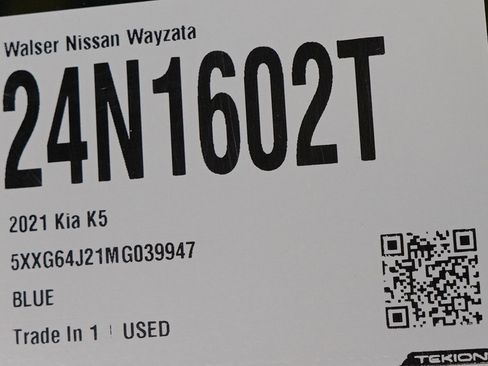 Walser Nissan Wayzata
24N1602T
2021 Kia K5
5XXG64J21MG039947
BLUE
Trade In 1 | USED
TEKION